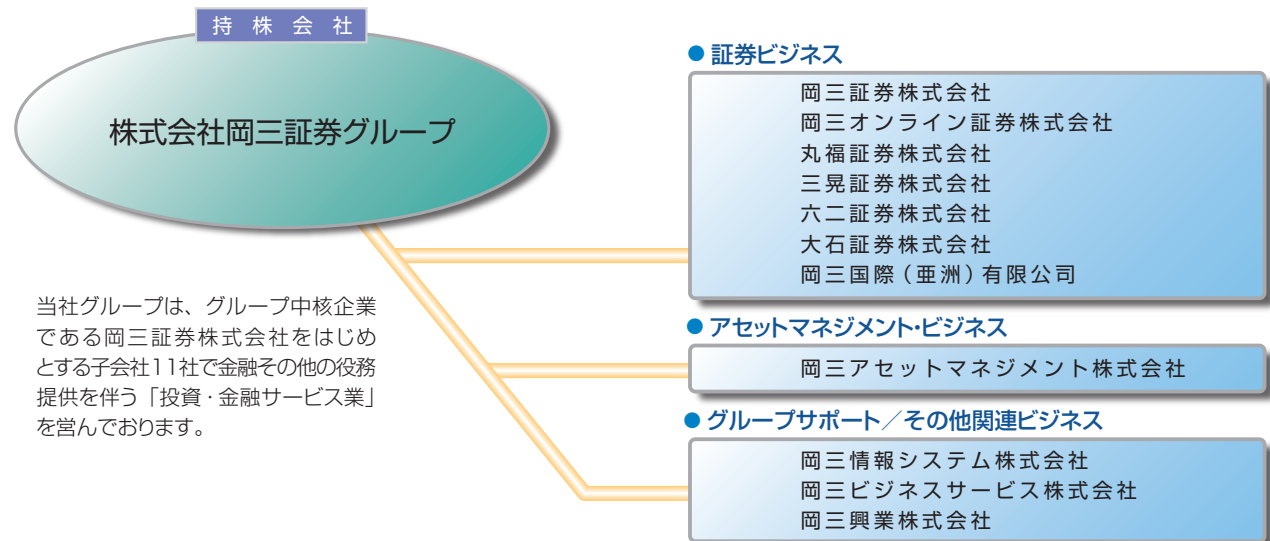 持株会社
株式会社岡三証券グループ
当社グループは、グループ中核企業
である岡三証券株式会社をはじめ
とする子会社11社で金融その他の役務
提供を伴う「投資・金融サービス業」
を営んでおります。
● 証券ビジネス
岡三証券株式会社
岡三オンライン証券株式会社
丸福証券株式会社
三晃証券株式会社
六二証券株式会社
大石証券株式会社
岡三国際(亜洲)有限公司
● アセットマネジメント・ビジネス
岡三アセットマネジメント株式会社
● グループサポート/その他関連ビジネス
岡三情報システム株式会社
岡三ビジネスサービス株式会社
岡三興業株式会社